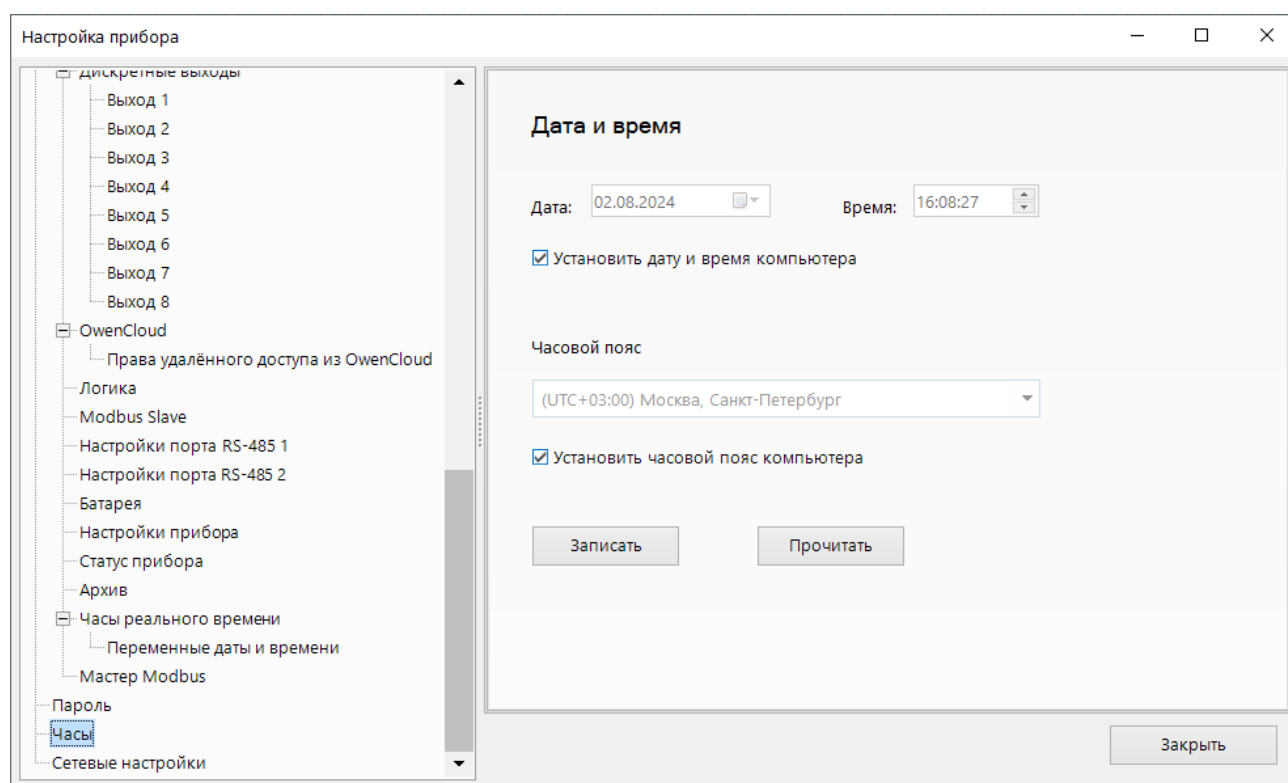 Настройка прибора
Дискретные выходы
Выход 1
Выход 2
Выход 3
Выход 4
Выход 5
Выход 6
Выход 7
Выход 8
OwenCloud
Права удалённого доступа из OwenCloud
Логика
Modbus Slave
Настройки порта RS-485 1
Настройки порта RS-485 2
Батарея
Настройки прибора
Статус прибора
Архив
Часы реального времени
Переменные даты и времени
Мастер Modbus
Пароль
Часы
Сетевые настройки
Дата и время
Дата: 02.08.2024 Время: 16:08:27
Установить дату и время компьютера
Часовой пояс
(UTC+03:00) Москва, Санкт-Петербург
Установить часовой пояс компьютера
Записать Прочитать
Закрыть